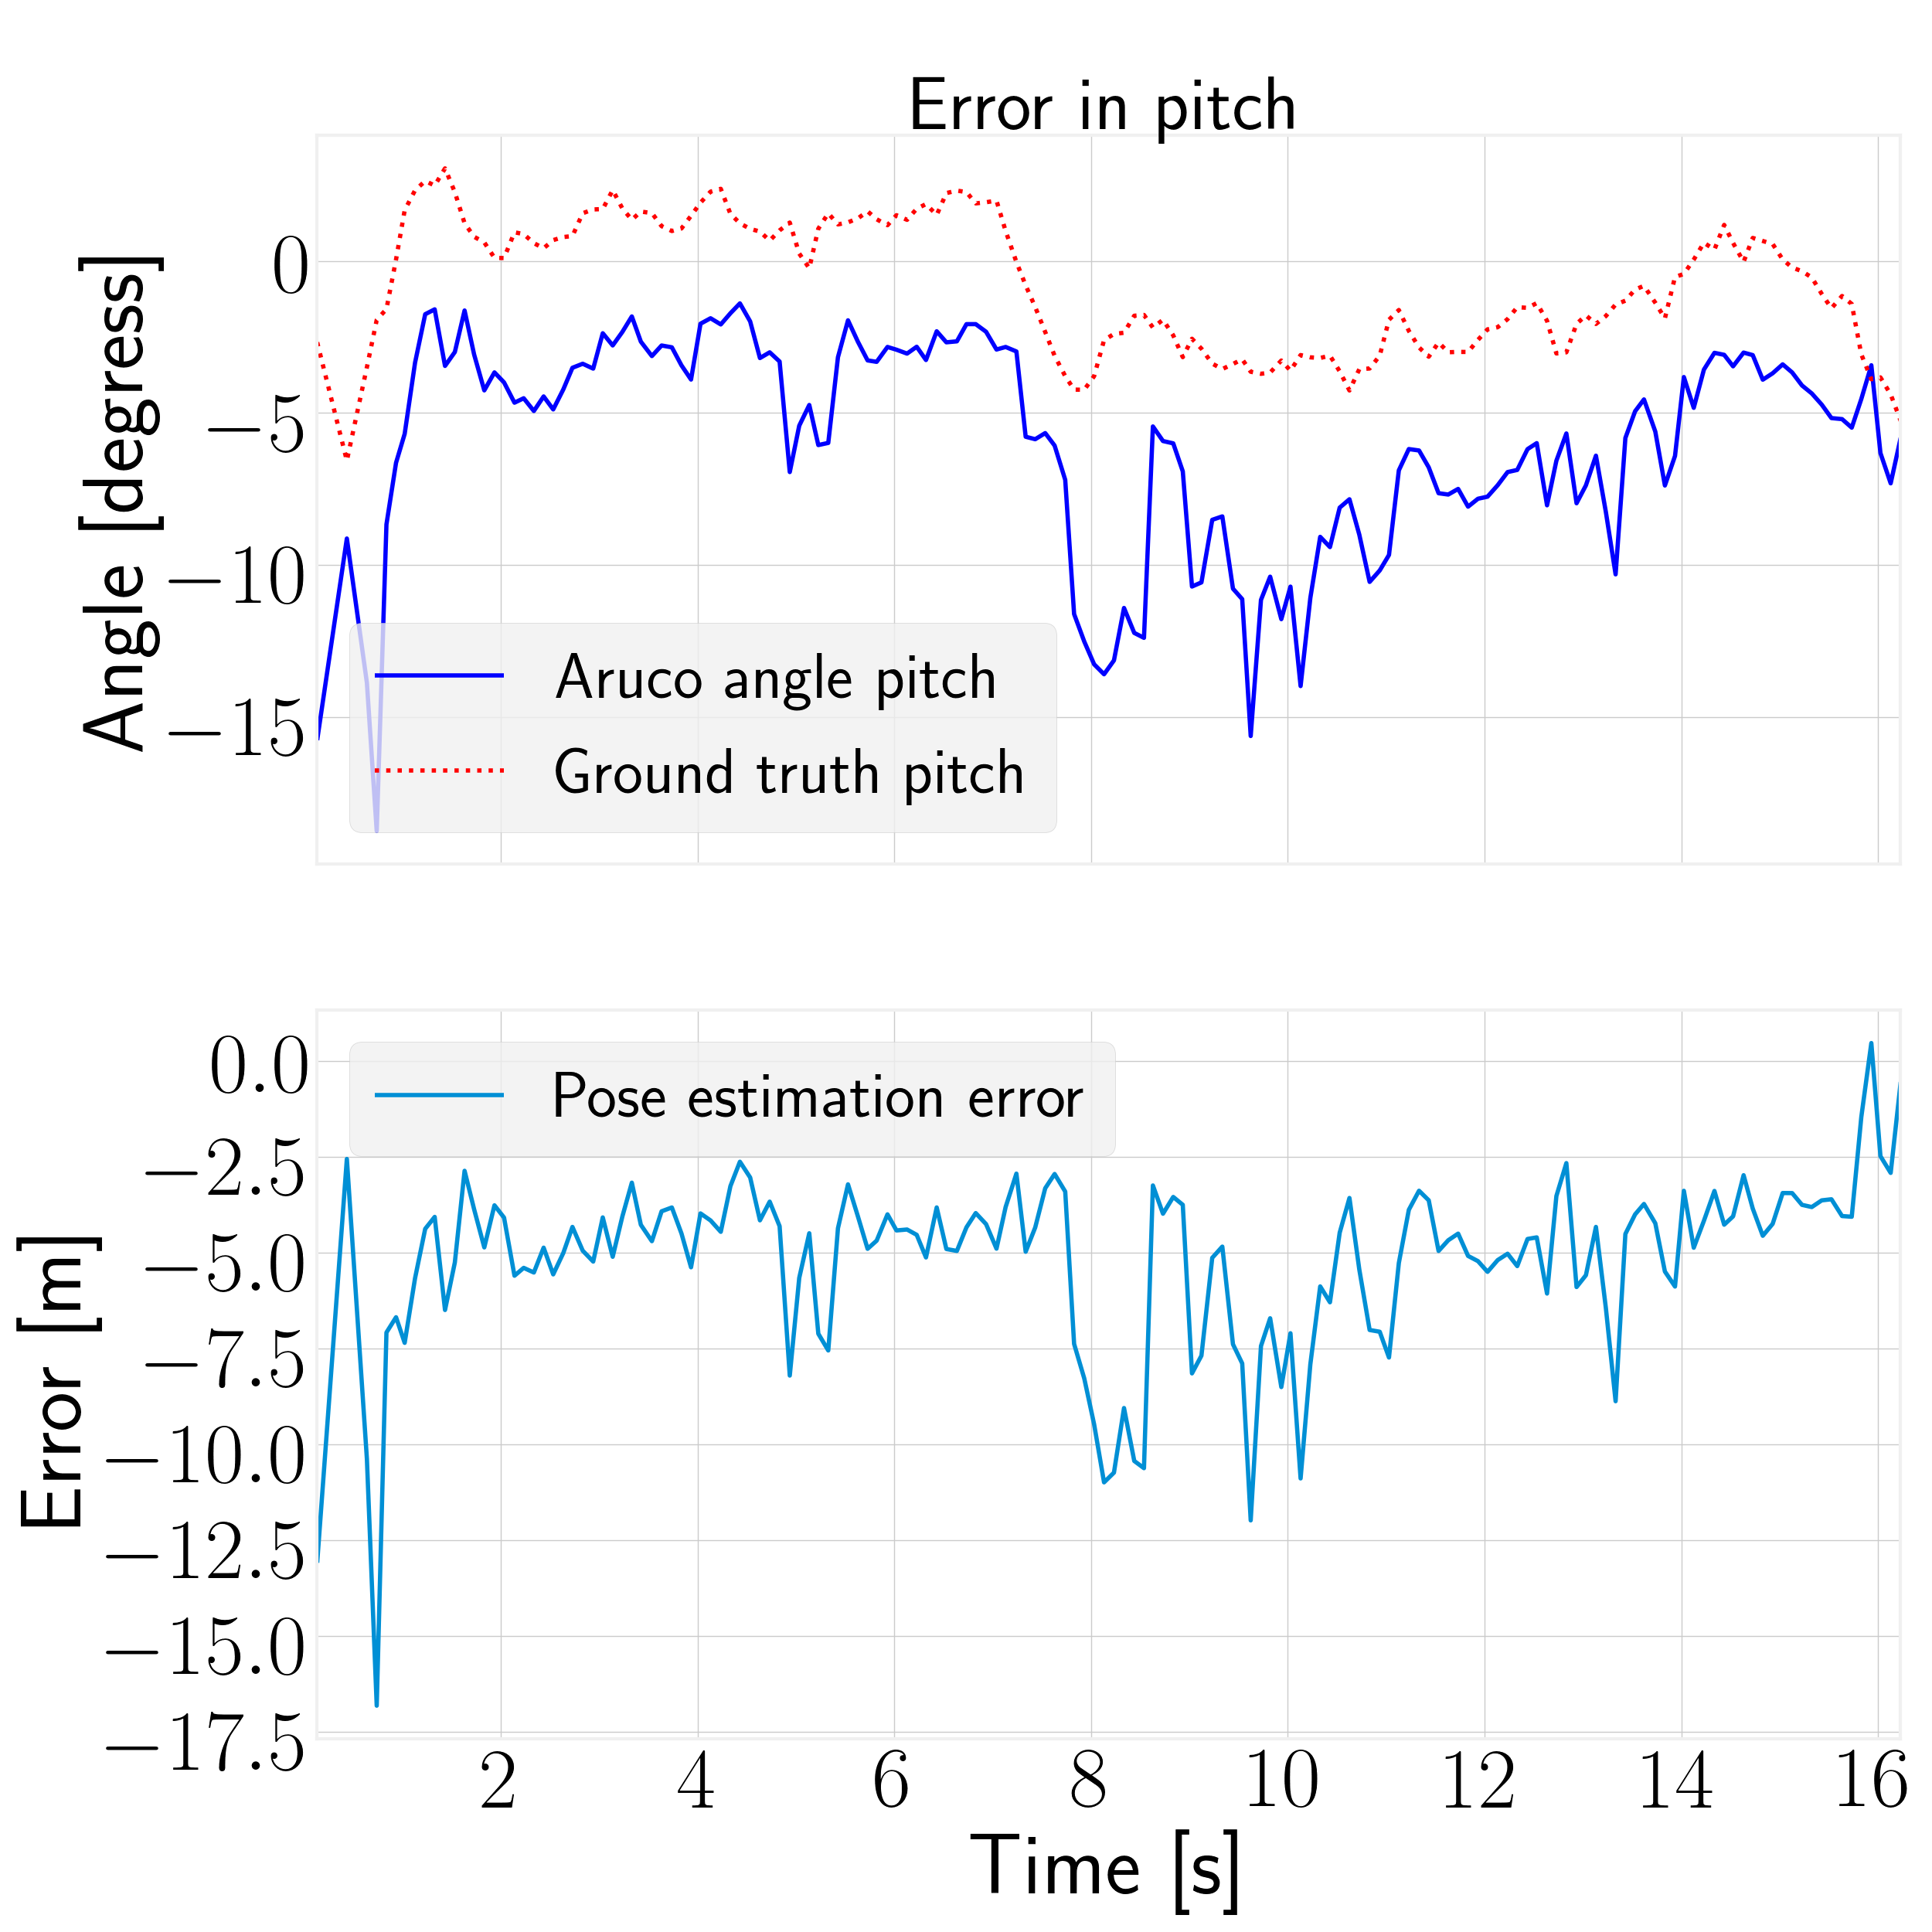 Error in pitch
Angle [degress]
0
−5
−10
−15
Aruco angle pitch
Ground truth pitch
Error [m]
0.0
−2.5
−5.0
−7.5
−10.0
−12.5
−15.0
−17.5
Pose estimation error
2 4 6 8 10 12 14 16
Time [s]